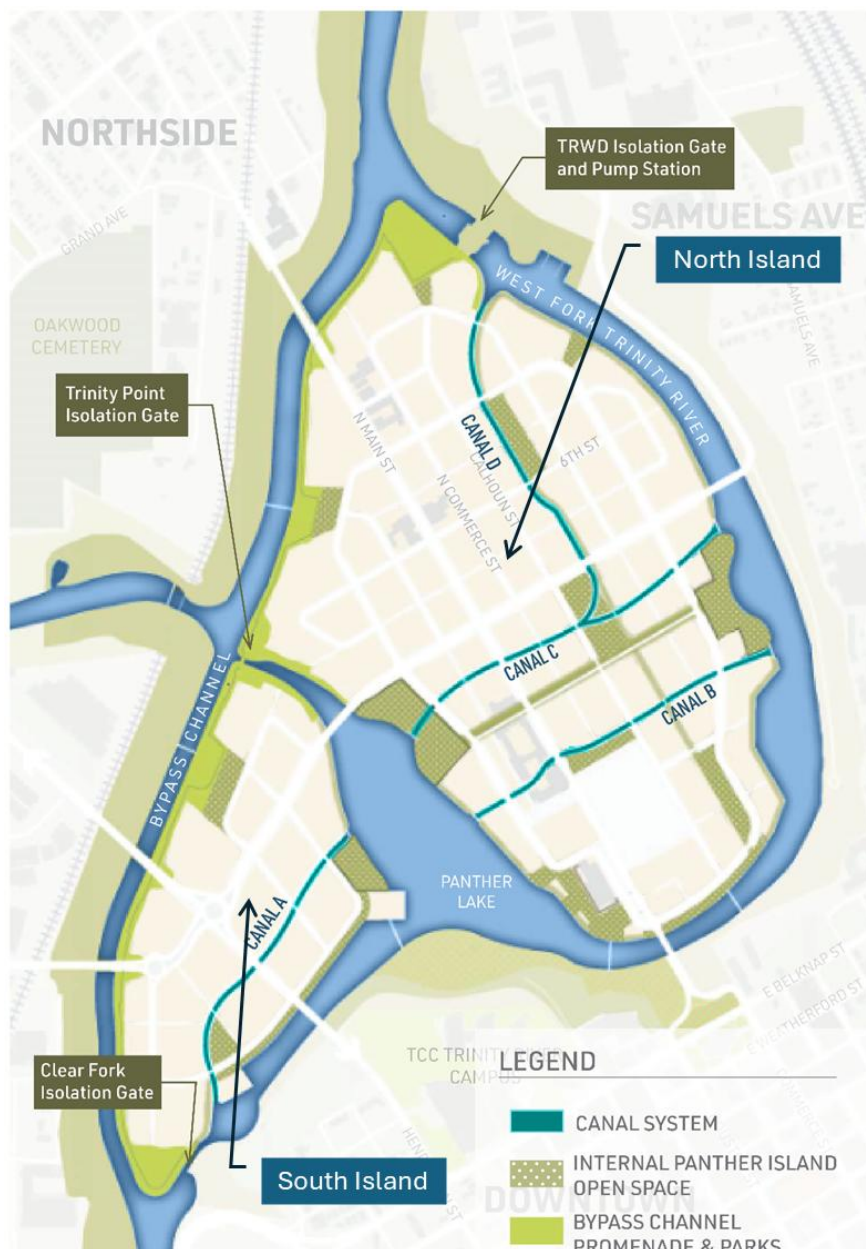 NORTHSIDE
TRWD Isolation Gate
and Pump Station
SAMUELS AVE
GRAND AVE
North Island
WEST FORK TRINITY RIVER
SAMUELS AVE
OAKWOOD
CEMETERY
Trinity Point
Isolation Gate
N MAIN ST
CANAL D
CALHOUN ST
6TH ST
N COMMERCE ST
CANAL C
CANAL B
BYPASS CHANNEL
PANTHER
LAKE
CANAL A
E BELKNAP ST
E WEATHERFORD ST
TCC TRINITY RIVER
CAMPUS
LEGEND
Clear Fork
Isolation Gate
CANAL SYSTEM
INTERNAL PANTHER ISLAND
OPEN SPACE
South Island
DOWNTOWN
BYPASS CHANNEL
PROMENADE & PARKS